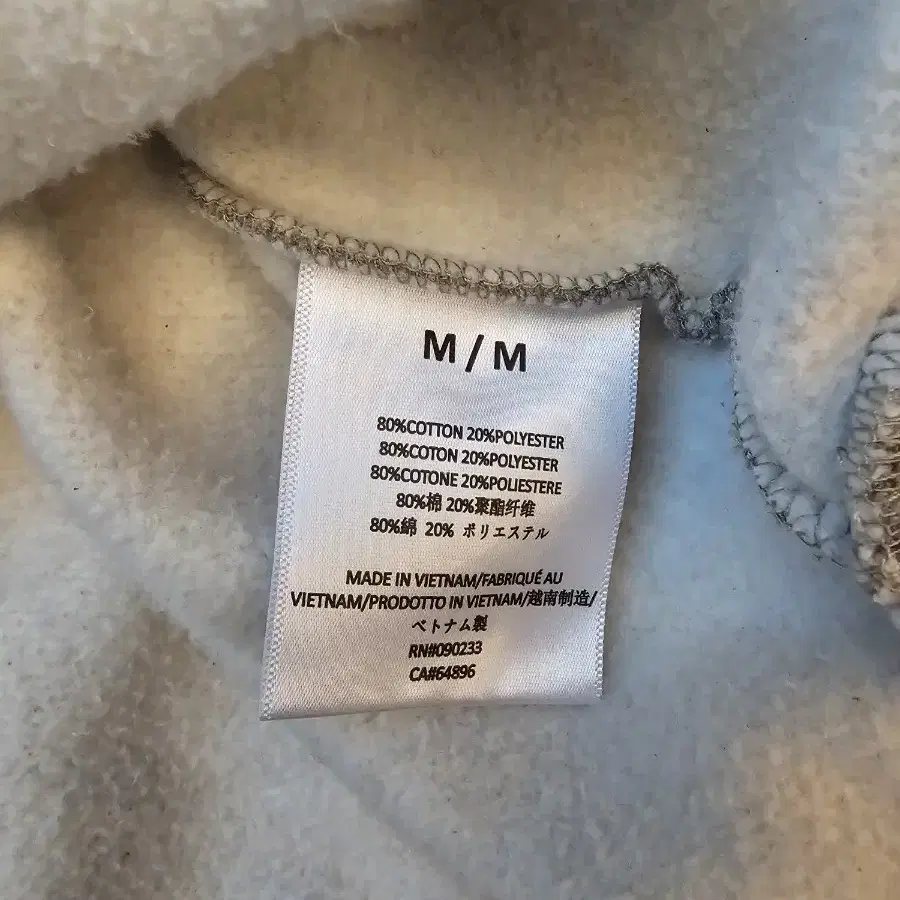 M/M
80%COTTON 20%POLYESTER
80%COTON 20%POLYESTER
80%COTONE 20%POLIESTERE
80%棉 20%聚酯纤维
80%綿 20% ポリエステル
MADE IN VIETNAM/FABRIQUÉ AU
VIETNAM/PRODOTTO IN VIETNAM/越南制造/
ベトナム製
RN#090233
CA#64896